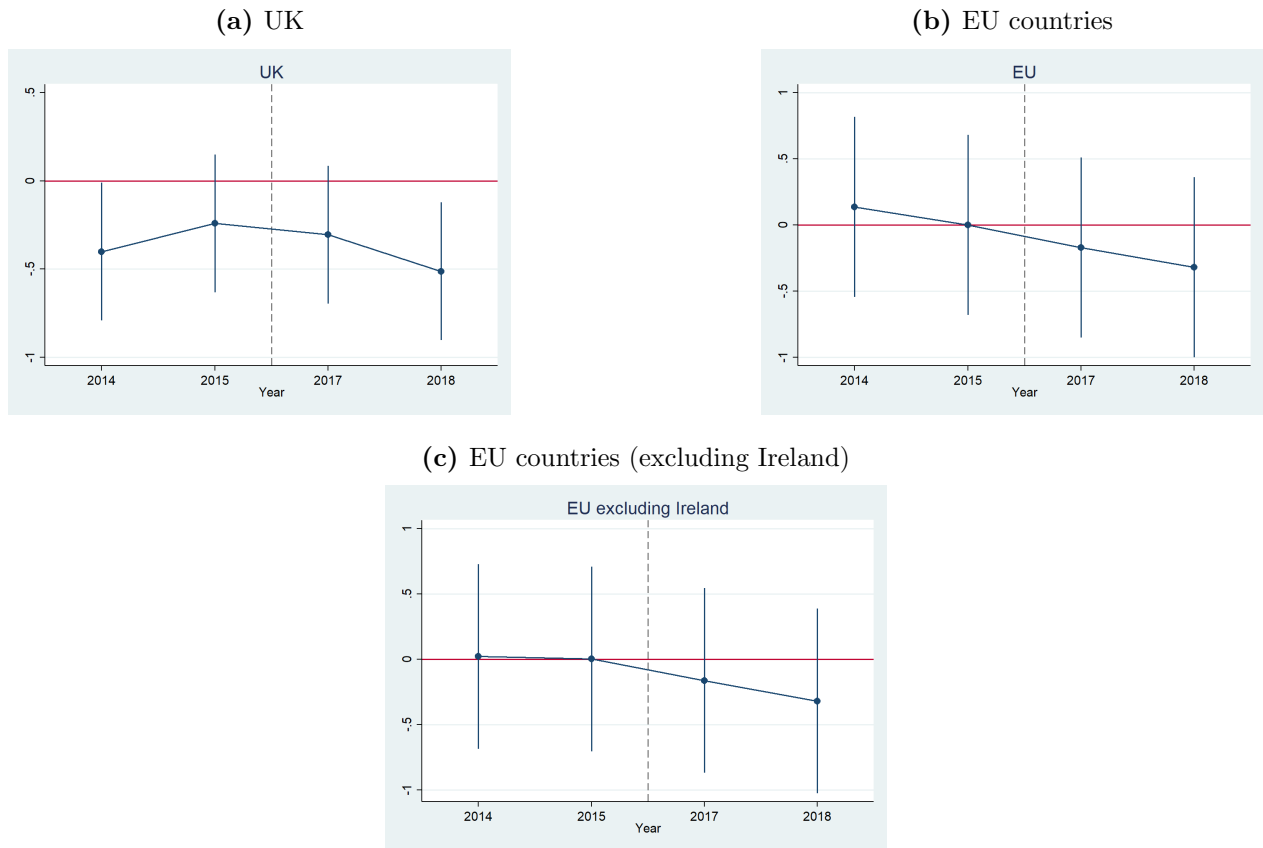 (a) UK
UK
.5
0
-.5
-1
2014 2015 2017 2018
Year
(b) EU countries
EU
1
.5
0
-.5
-1
2014 2015 2017 2018
Year
(c) EU countries (excluding Ireland)
EU excluding Ireland
1
.5
0
-.5
-1
2014 2015 2017 2018
Year